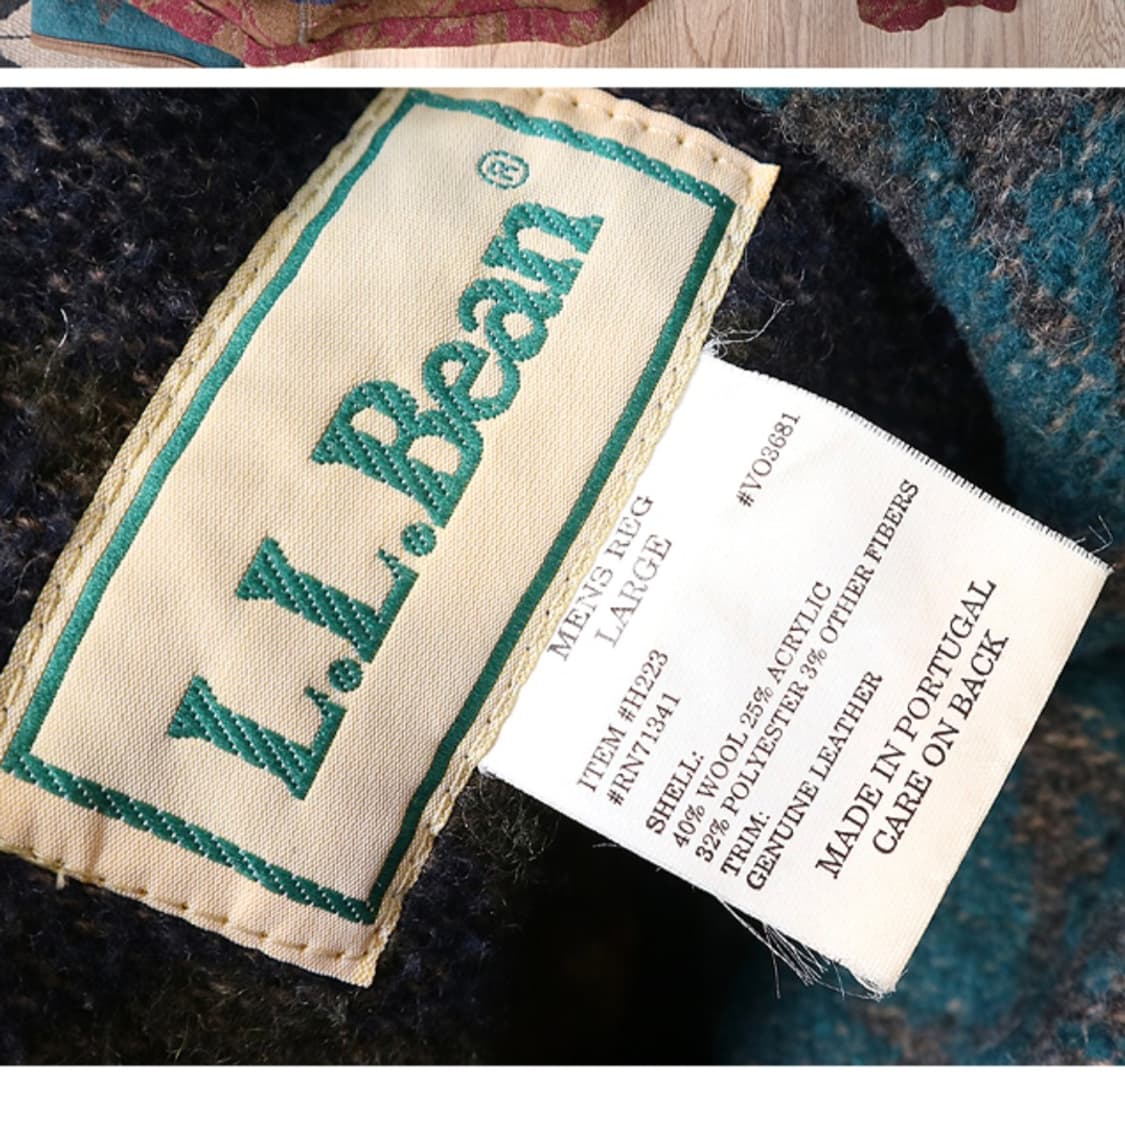 L.L.Bean®
MENS REG
LARGE
#VO3681
ITEM #H223
#RN71341
SHELL:
40% WOOL 25% ACRYLIC
32% POLYESTER 3% OTHER FIBERS
TRIM:
GENUINE LEATHER
MADE IN PORTUGAL
CARE ON BACK